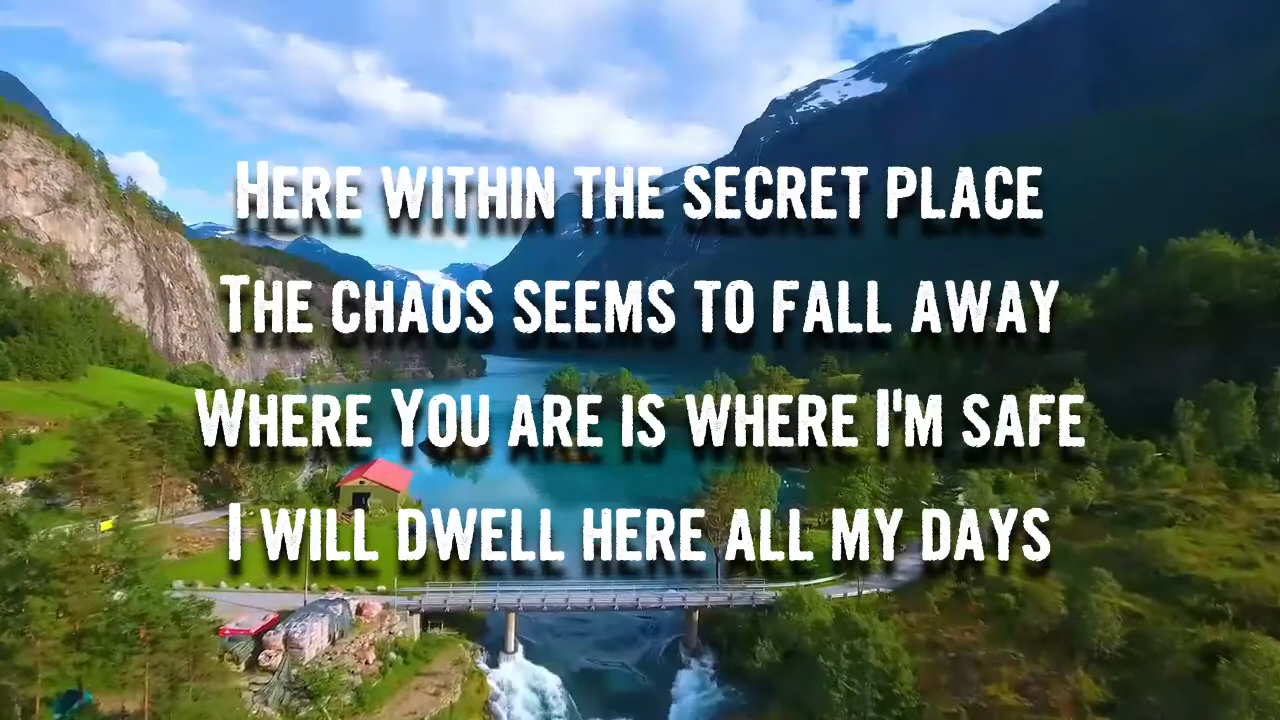 Here within the secret place
The chaos seems to fall away
Where You are is where I'm safe
I will dwell here all my days